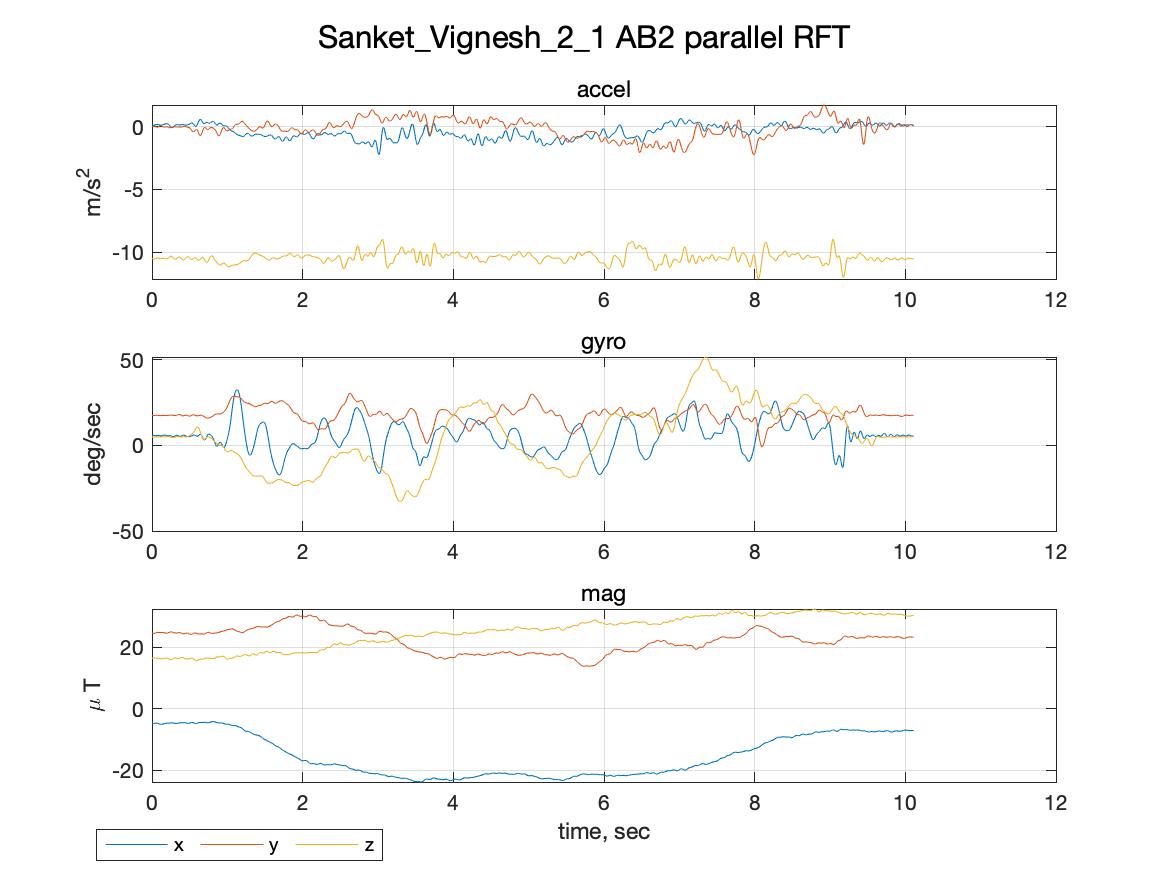 Sanket_Vignesh_2_1 AB2 parallel RFT
accel
0
-5
-10
m/s²
0 2 4 6 8 10 12
gyro
50
0
-50
deg/sec
0 2 4 6 8 10 12
mag
20
0
-20
μ T
0 2 4 6 8 10 12
time, sec
x y z